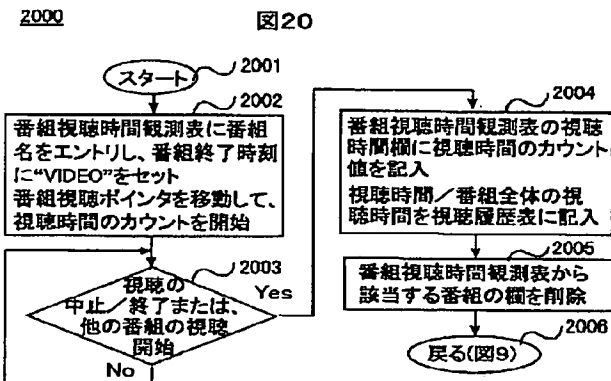 2000
図20
スタート
2001
2002
番組視聴時間観測表に番組
名をエントリし、番組終了時刻
に“VIDEO”をセット
番組視聴ポインタを移動して、
視聴時間のカウントを開始
2003
視聴の
中止／終了または、
他の番組の視聴
開始
Yes
No
2004
番組視聴時間観測表の視聴
時間欄に視聴時間のカウント
値を記入
視聴時間／番組全体の視
聴時間を視聴履歴表に記入
2005
番組視聴時間観測表から
該当する番組の欄を削除
2006
戻る(図9)